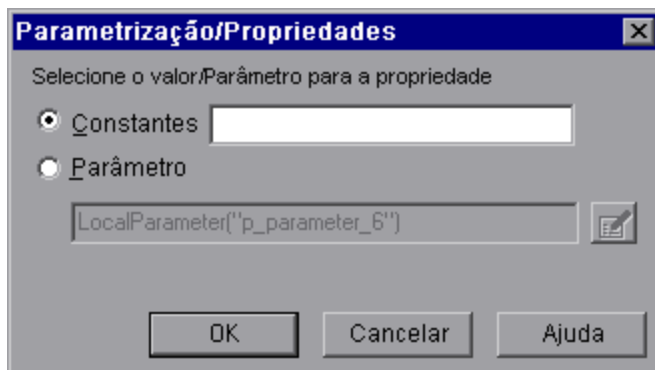 Parametrização/Propriedades
Selecione o valor/Parâmetro para a propriedade
Constantes
Parâmetro
LocalParameter("p_parameter_6")
OK Cancelar Ajuda